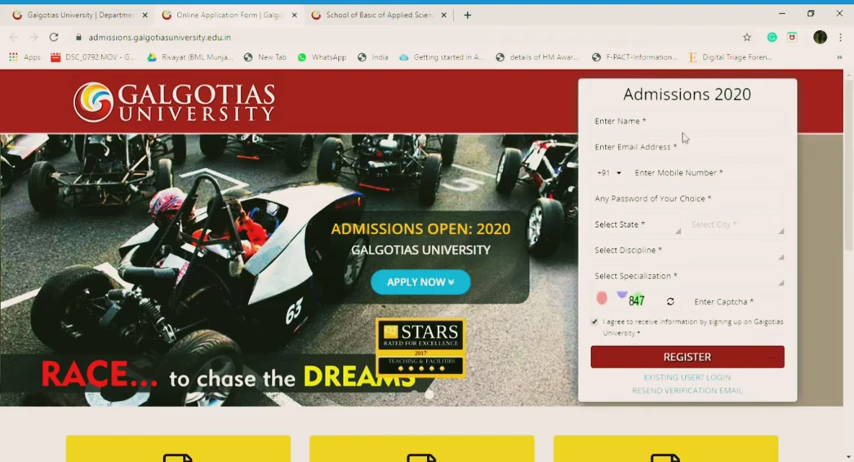 Galgotias University | Departmen
Online Application Form | Galgo
School of Basic of Applied Scien
admissions.galgotiasuniversity.edu.in
Apps
DSC_0792.MOV - G...
Rivayat (BML Munja...
New Tab
WhatsApp
India
Getting started in A...
details of HM Awar...
F-PACT-Information...
Digital Triage Foren...
GALGOTIAS
UNIVERSITY
Admissions 2020
Enter Name *
Enter Email Address *
+91 Enter Mobile Number *
Any Password of Your Choice *
Select State * Select City *
Select Discipline *
Select Specialization *
847 Enter Captcha *
I agree to receive information by signing up on Galgotias
University *
REGISTER
EXISTING USER? LOGIN
RESEND VERIFICATION EMAIL
ADMISSIONS OPEN: 2020
GALGOTIAS UNIVERSITY
APPLY NOW
63
QS STARS
RATED FOR EXCELLENCE
2017
TEACHING & FACILITIES
RACE... to chase the DREAMS